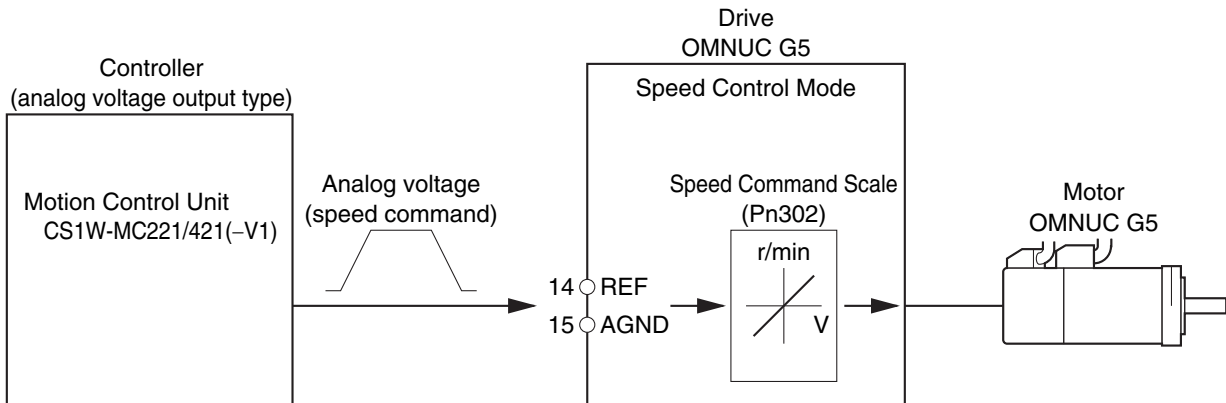 Controller
(analog voltage output type)
Motion Control Unit
CS1W-MC221/421(−V1)
Analog voltage
(speed command)
Drive
OMNUC G5
Speed Control Mode
14 REF
15 AGND
Speed Command Scale
(Pn302)
r/min
V
Motor
OMNUC G5